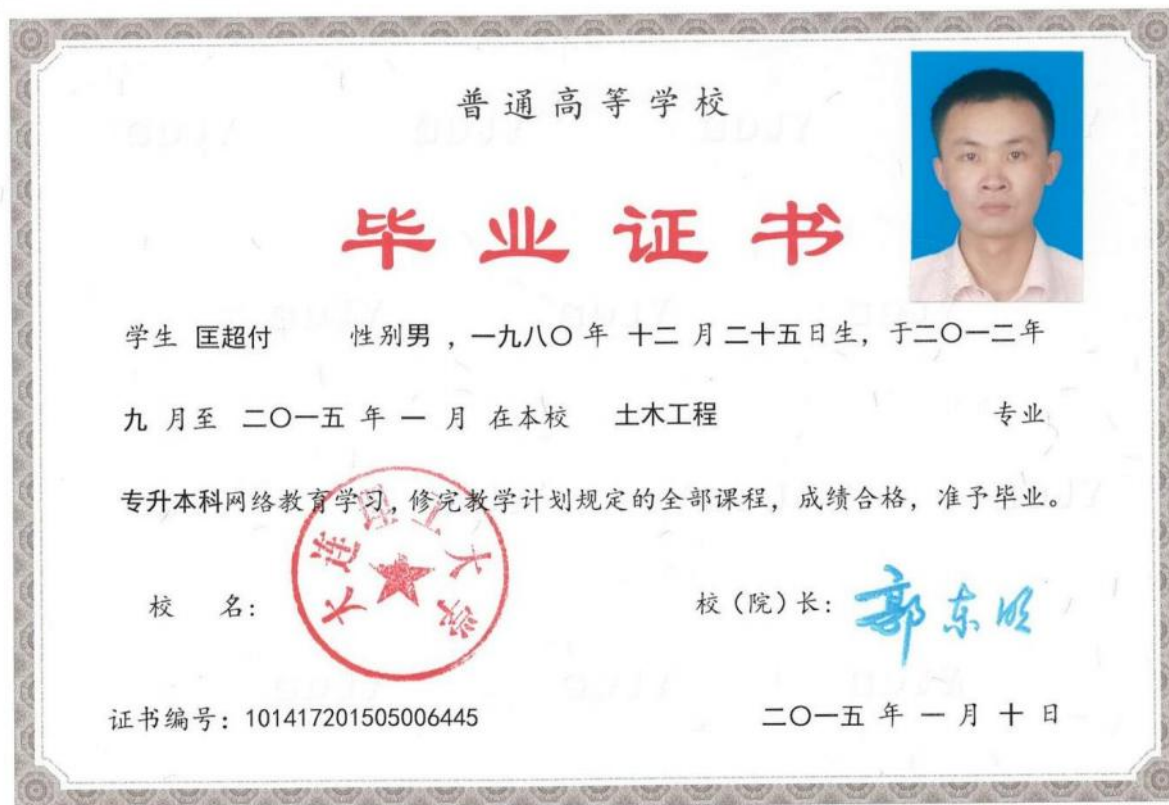 普通高等学校
毕业证书
学生 匡超付 性别男，一九八〇年 十二 月二十五日生，于二〇一二年
九 月至 二〇一五 年 一 月 在本校 土木工程 专业
专升本科网络教育学习，修完教学计划规定的全部课程，成绩合格，准予毕业。
大连理工大学
校 名：
校（院）长：郭东明
证书编号：101417201505006445
二〇一五 年 一 月 十 日